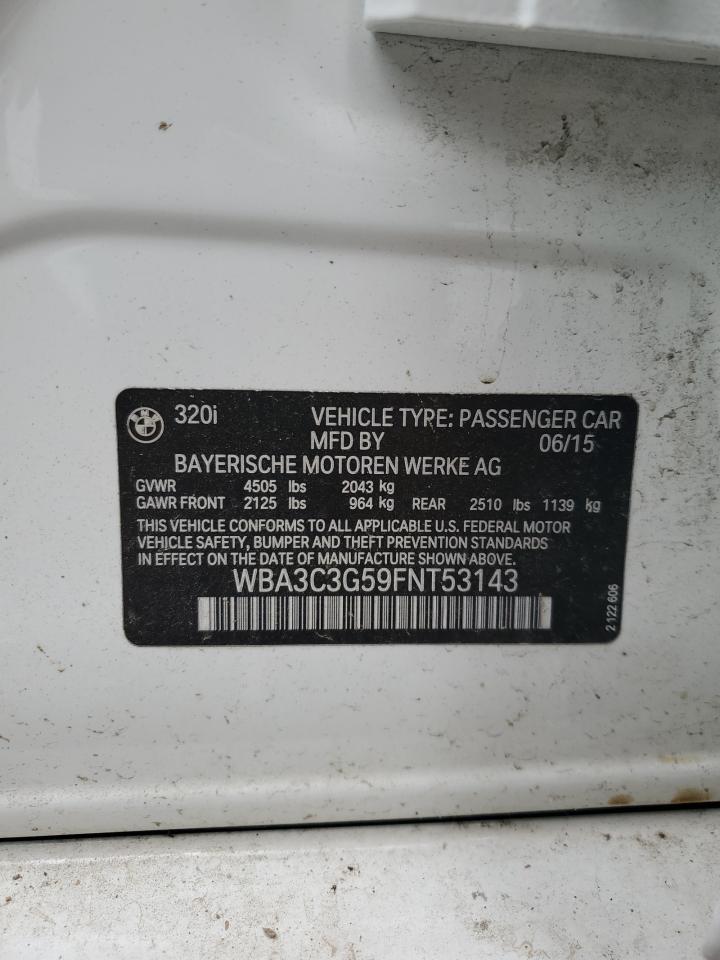 BMW 320i VEHICLE TYPE: PASSENGER CAR
MFD BY 06/15
BAYERISCHE MOTOREN WERKE AG
GVWR 4505 lbs 2043 kg
GAWR FRONT 2125 lbs 964 kg REAR 2510 lbs 1139 kg
THIS VEHICLE CONFORMS TO ALL APPLICABLE U.S. FEDERAL MOTOR
VEHICLE SAFETY, BUMPER AND THEFT PREVENTION STANDARDS
IN EFFECT ON THE DATE OF MANUFACTURE SHOWN ABOVE.
WBA3C3G59FNT53143
2 122 606